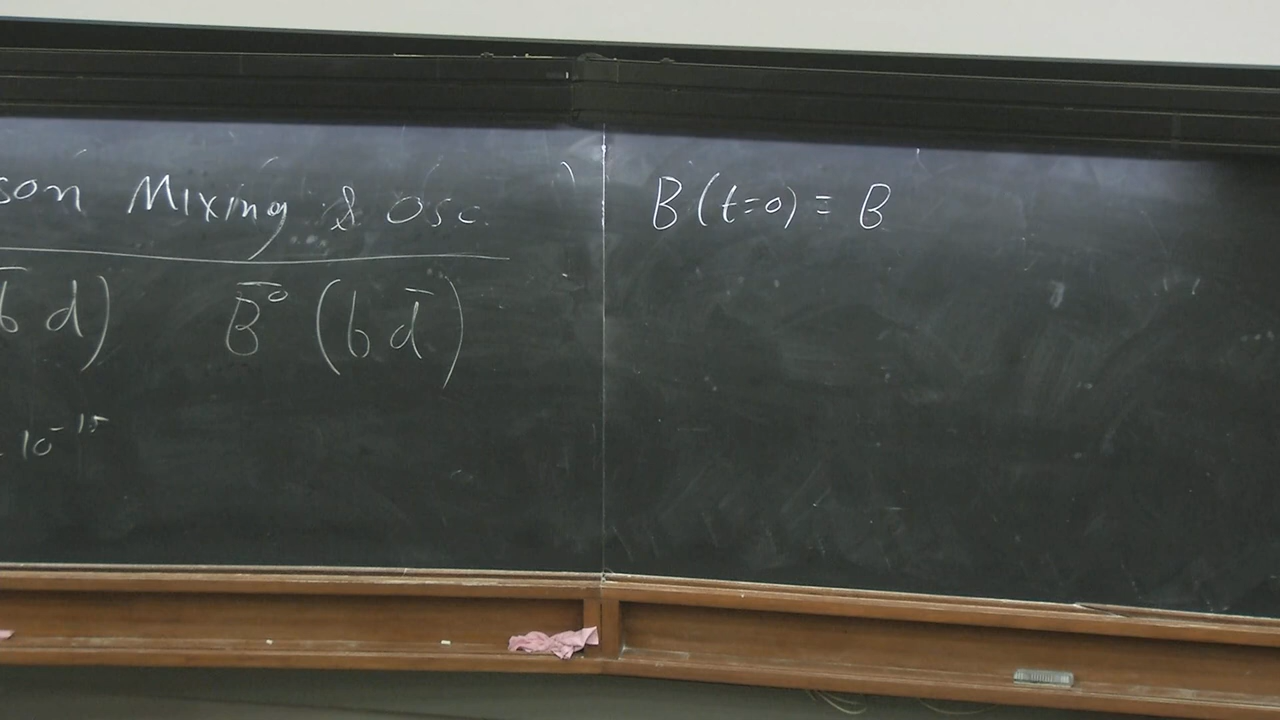 son Mixing & Osc.
b̄ d) B̄⁰ (b d̄)
10⁻¹⁵
B(t=0) = B